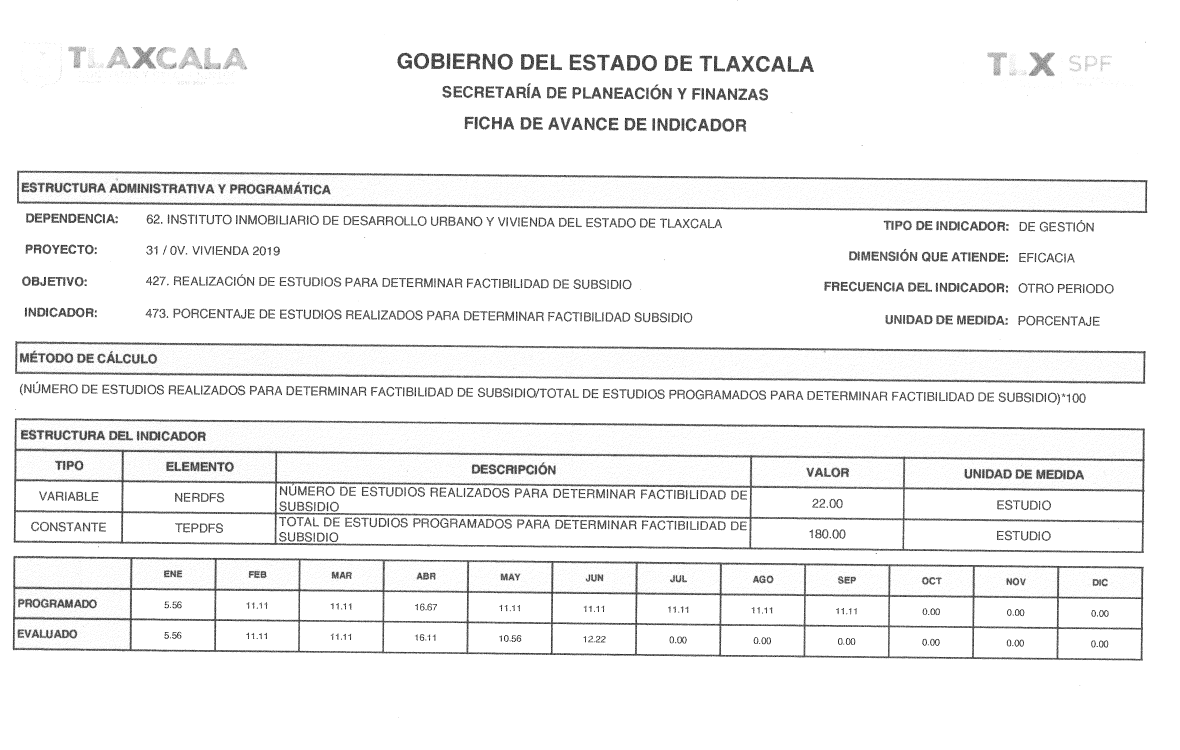 TLAXCALA
GOBIERNO DEL ESTADO DE TLAXCALA
TLX SPF
SECRETARÍA DE PLANEACIÓN Y FINANZAS
FICHA DE AVANCE DE INDICADOR
ESTRUCTURA ADMINISTRATIVA Y PROGRAMÁTICA
DEPENDENCIA: 62. INSTITUTO INMOBILIARIO DE DESARROLLO URBANO Y VIVIENDA DEL ESTADO DE TLAXCALA TIPO DE INDICADOR: DE GESTIÓN
PROYECTO: 31 / 0V. VIVIENDA 2019 DIMENSIÓN QUE ATIENDE: EFICACIA
OBJETIVO: 427. REALIZACIÓN DE ESTUDIOS PARA DETERMINAR FACTIBILIDAD DE SUBSIDIO FRECUENCIA DEL INDICADOR: OTRO PERIODO
INDICADOR: 473. PORCENTAJE DE ESTUDIOS REALIZADOS PARA DETERMINAR FACTIBILIDAD SUBSIDIO UNIDAD DE MEDIDA: PORCENTAJE
MÉTODO DE CÁLCULO
(NÚMERO DE ESTUDIOS REALIZADOS PARA DETERMINAR FACTIBILIDAD DE SUBSIDIO/TOTAL DE ESTUDIOS PROGRAMADOS PARA DETERMINAR FACTIBILIDAD DE SUBSIDIO)*100
ESTRUCTURA DEL INDICADOR
TIPO ELEMENTO DESCRIPCIÓN VALOR UNIDAD DE MEDIDA
VARIABLE NERDFS NÚMERO DE ESTUDIOS REALIZADOS PARA DETERMINAR FACTIBILIDAD DE SUBSIDIO 22.00 ESTUDIO
CONSTANTE TEPDFS TOTAL DE ESTUDIOS PROGRAMADOS PARA DETERMINAR FACTIBILIDAD DE SUBSIDIO 180.00 ESTUDIO
ENE FEB MAR ABR MAY JUN JUL AGO SEP OCT NOV DIC
PROGRAMADO 5.56 11.11 11.11 16.67 11.11 11.11 11.11 11.11 11.11 0.00 0.00 0.00
EVALUADO 5.56 11.11 11.11 16.11 10.56 12.22 0.00 0.00 0.00 0.00 0.00 0.00